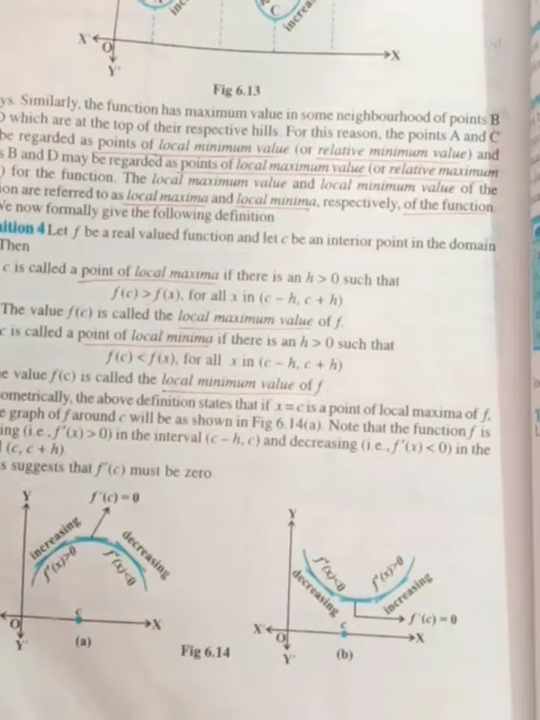 increas
C
increa
X'
O
X
Y'
Fig 6.13
ys. Similarly, the function has maximum value in some neighbourhood of points B
D which are at the top of their respective hills. For this reason, the points A and C
be regarded as points of local minimum value (or relative minimum value) and
s B and D may be regarded as points of local maximum value (or relative maximum
) for the function. The local maximum value and local minimum value of the
ion are referred to as local maxima and local minima, respectively, of the function.
We now formally give the following definition
nition 4 Let f be a real valued function and let c be an interior point in the domain
Then
c is called a point of local maxima if there is an h > 0 such that
f(c) > f(x), for all x in (c – h, c + h)
The value f(c) is called the local maximum value of f.
c is called a point of local minima if there is an h > 0 such that
f(c) < f(x), for all x in (c – h, c + h)
e value f(c) is called the local minimum value of f
ometrically, the above definition states that if x = c is a point of local maxima of f,
e graph of f around c will be as shown in Fig 6.14(a). Note that the function f is
ing (i.e., f'(x) > 0) in the interval (c – h, c) and decreasing (i.e., f'(x) < 0) in the
l (c, c + h)
s suggests that f'(c) must be zero.
Y
f'(c) = 0
increasing
f'(x)>0
decreasing
f'(x)<0
c
O
X
Y'
(a)
Fig 6.14
Y
f'(x)<0
decreasing
f'(x)>0
increasing
f'(c) = 0
c
X'
O
X
Y'
(b)